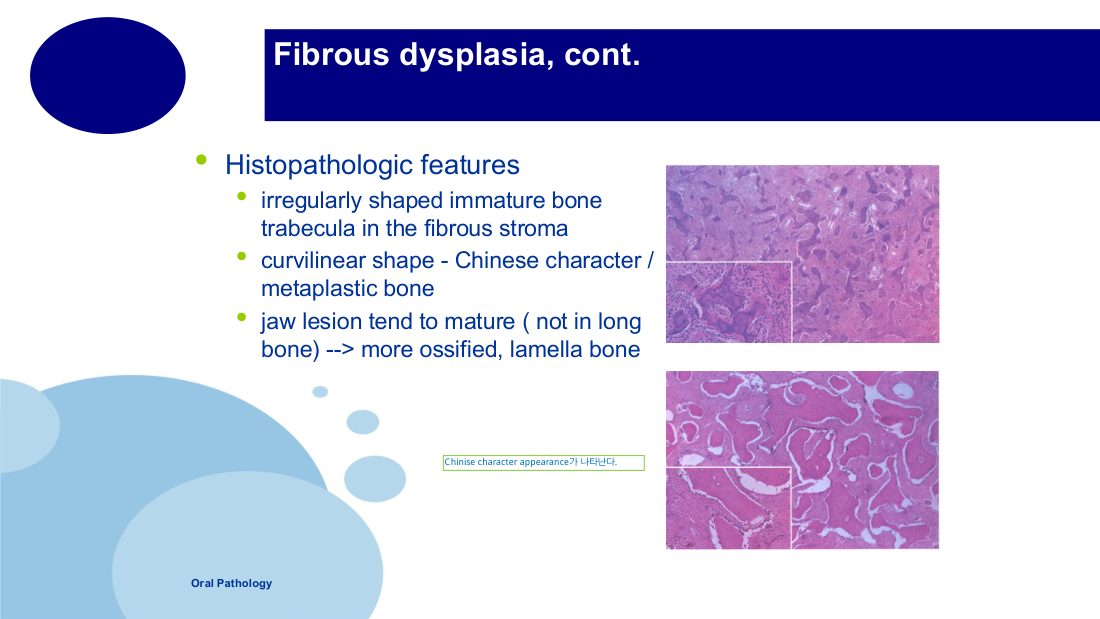 Fibrous dysplasia, cont.
Histopathologic features
irregularly shaped immature bone
trabecula in the fibrous stroma
curvilinear shape - Chinese character /
metaplastic bone
jaw lesion tend to mature ( not in long
bone) --> more ossified, lamella bone
Chinise character appearance가 나타난다.
Oral Pathology